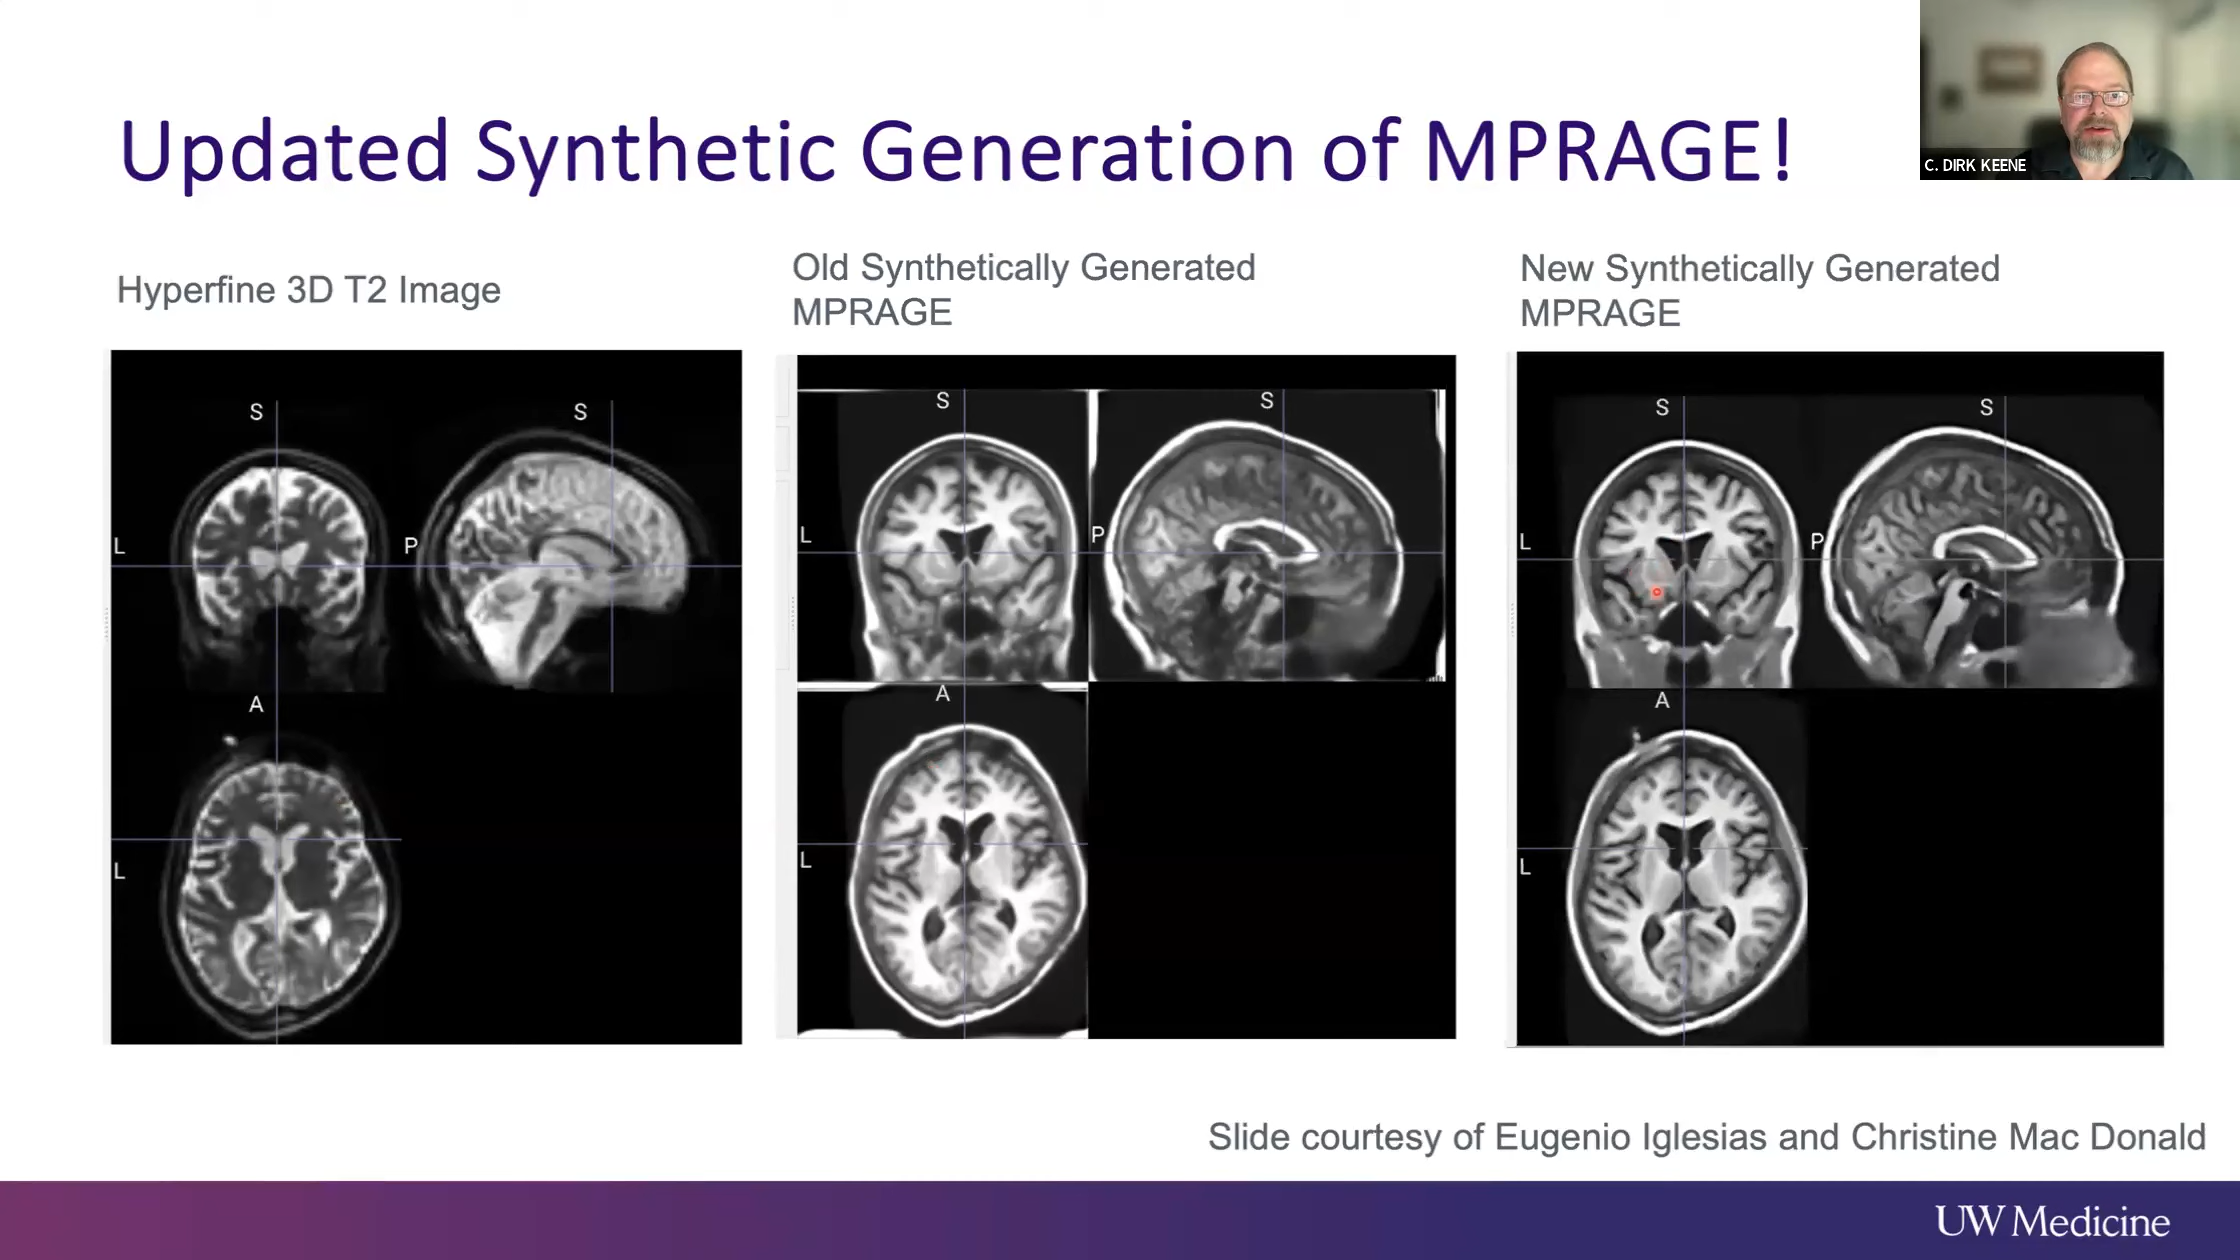 Updated Synthetic Generation of MPRAGE!
C. DIRK KEENE
Hyperfine 3D T2 Image
Old Synthetically Generated
MPRAGE
New Synthetically Generated
MPRAGE
S
S
L
P
A
L
S
S
L
P
A
L
S
S
L
P
A
L
Slide courtesy of Eugenio Iglesias and Christine Mac Donald
UW Medicine